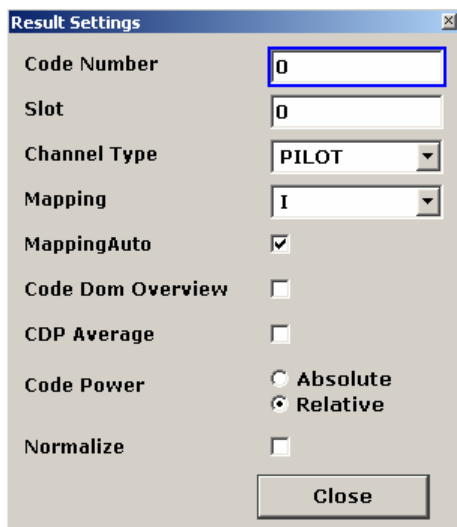 Result Settings
Code Number 0
Slot 0
Channel Type PILOT
Mapping I
MappingAuto
Code Dom Overview
CDP Average
Code Power Absolute
Relative
Normalize
Close